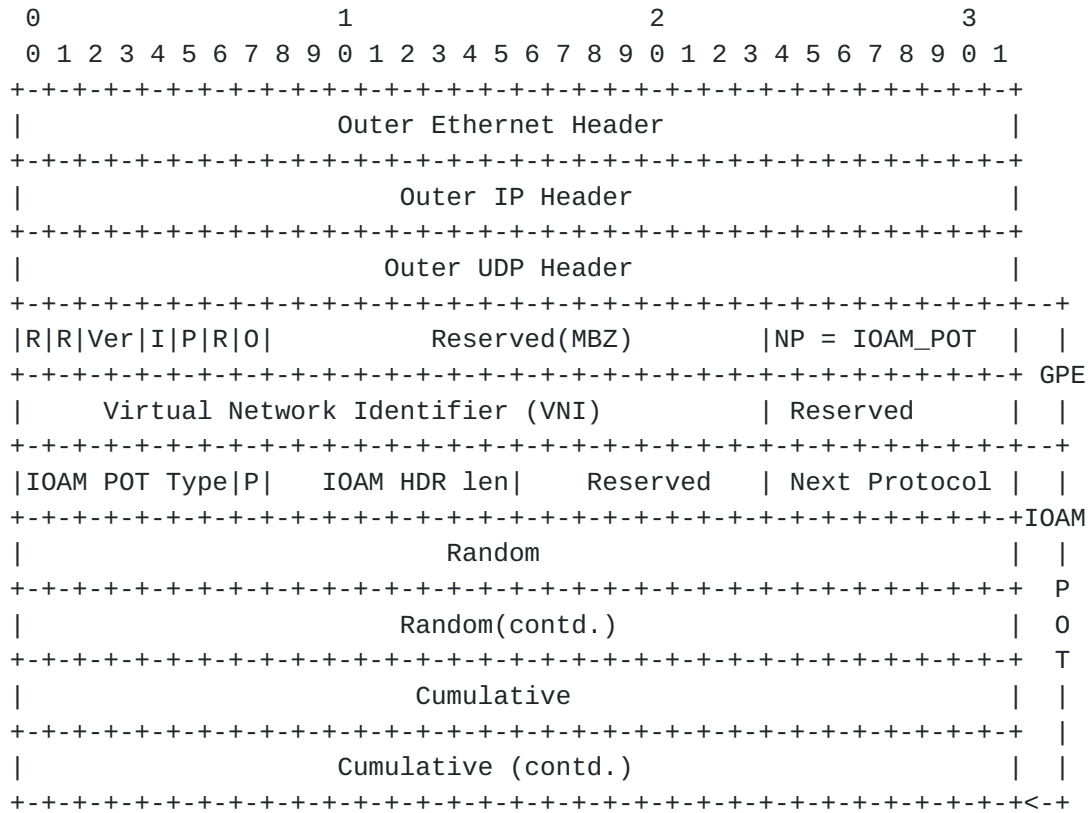 0                   1                   2                   3
 0 1 2 3 4 5 6 7 8 9 0 1 2 3 4 5 6 7 8 9 0 1 2 3 4 5 6 7 8 9 0 1
+-+-+-+-+-+-+-+-+-+-+-+-+-+-+-+-+-+-+-+-+-+-+-+-+-+-+-+-+-+-+-+-+
|                    Outer Ethernet Header                      |
+-+-+-+-+-+-+-+-+-+-+-+-+-+-+-+-+-+-+-+-+-+-+-+-+-+-+-+-+-+-+-+-+
|                        Outer IP Header                        |
+-+-+-+-+-+-+-+-+-+-+-+-+-+-+-+-+-+-+-+-+-+-+-+-+-+-+-+-+-+-+-+-+
|                       Outer UDP Header                        |
+-+-+-+-+-+-+-+-+-+-+-+-+-+-+-+-+-+-+-+-+-+-+-+-+-+-+-+-+-+-+-+-+--+
|R|R|Ver|I|P|R|O|          Reserved(MBZ)        |NP = IOAM_POT  |  |
+-+-+-+-+-+-+-+-+-+-+-+-+-+-+-+-+-+-+-+-+-+-+-+-+-+-+-+-+-+-+-+-+ GPE
|     Virtual Network Identifier (VNI)          | Reserved      |  |
+-+-+-+-+-+-+-+-+-+-+-+-+-+-+-+-+-+-+-+-+-+-+-+-+-+-+-+-+-+-+-+-+--+
|IOAM POT Type|P|   IOAM HDR len|    Reserved   | Next Protocol |  |
+-+-+-+-+-+-+-+-+-+-+-+-+-+-+-+-+-+-+-+-+-+-+-+-+-+-+-+-+-+-+-+-+IOAM
|                           Random                              |  |
+-+-+-+-+-+-+-+-+-+-+-+-+-+-+-+-+-+-+-+-+-+-+-+-+-+-+-+-+-+-+-+-+  P
|                        Random(contd.)                         |  O
+-+-+-+-+-+-+-+-+-+-+-+-+-+-+-+-+-+-+-+-+-+-+-+-+-+-+-+-+-+-+-+-+  T
|                         Cumulative                            |  |
+-+-+-+-+-+-+-+-+-+-+-+-+-+-+-+-+-+-+-+-+-+-+-+-+-+-+-+-+-+-+-+-+  |
|                    Cumulative (contd.)                        |  |
+-+-+-+-+-+-+-+-+-+-+-+-+-+-+-+-+-+-+-+-+-+-+-+-+-+-+-+-+-+-+-+-+<-+